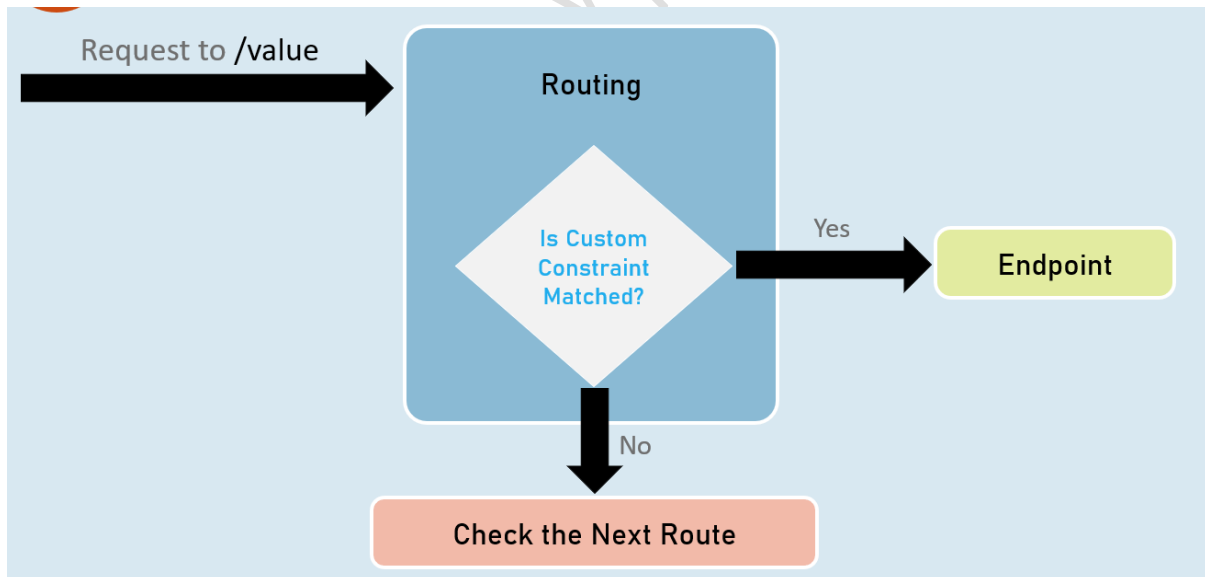 Request to /value
Routing
Is Custom
Constraint
Matched?
Yes
Endpoint
No
Check the Next Route